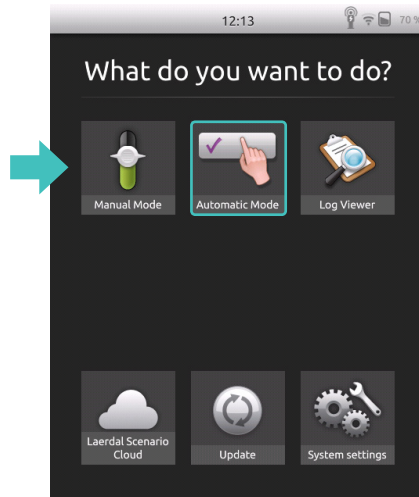 12:13
70 %
What do you want to do?
Manual Mode
Automatic Mode
Log Viewer
Laerdal Scenario
Cloud
Update
System settings